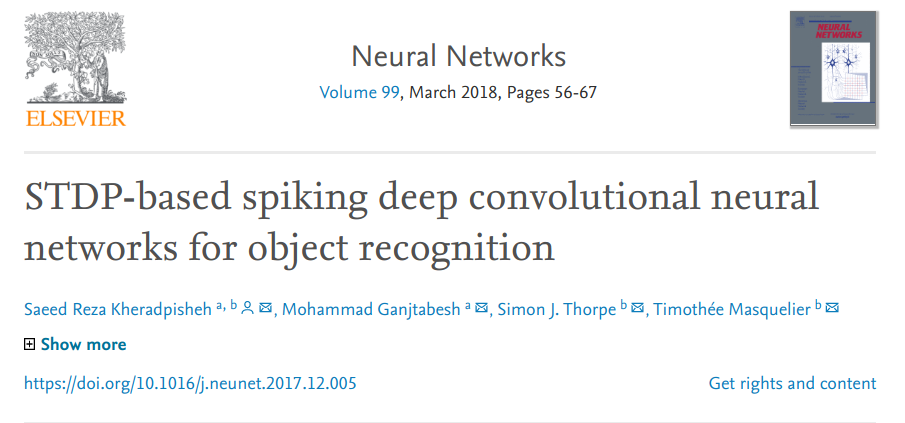 ELSEVIER
Neural Networks
Volume 99, March 2018, Pages 56-67
NEURAL
NETWORKS
STDP-based spiking deep convolutional neural
networks for object recognition
Saeed Reza Kheradpisheh a, b, Mohammad Ganjtabesh a, Simon J. Thorpe b, Timothée Masquelier b
Show more
https://doi.org/10.1016/j.neunet.2017.12.005
Get rights and content